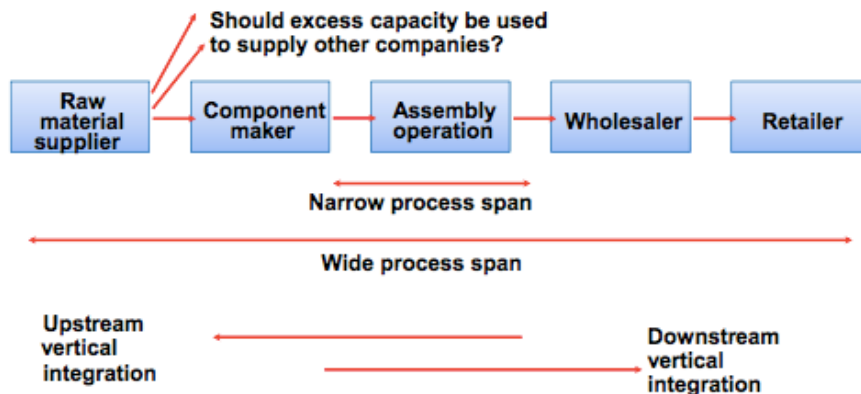 Should excess capacity be used
to supply other companies?
Raw
material
supplier
Component
maker
Assembly
operation
Wholesaler
Retailer
Narrow process span
Wide process span
Upstream
vertical
integration
Downstream
vertical
integration